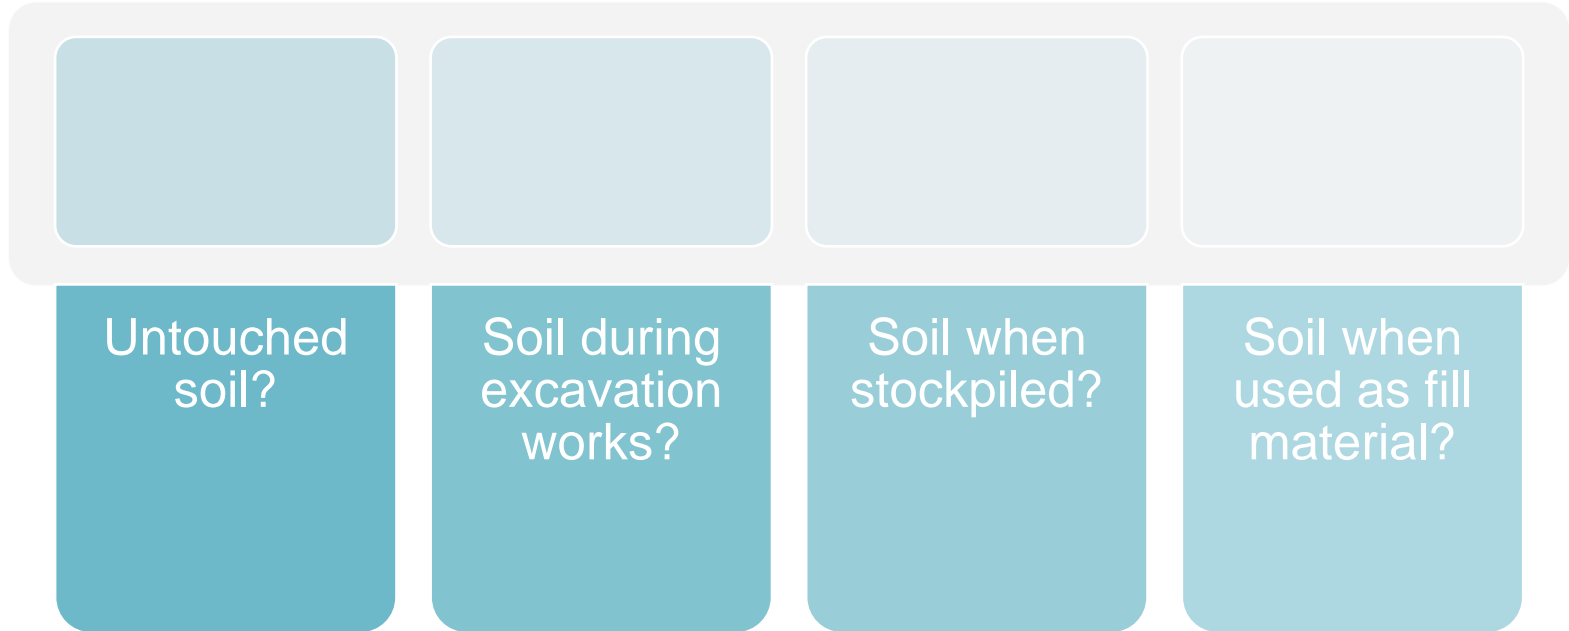 Untouched
soil?
Soil during
excavation
works?
Soil when
stockpiled?
Soil when
used as fill
material?